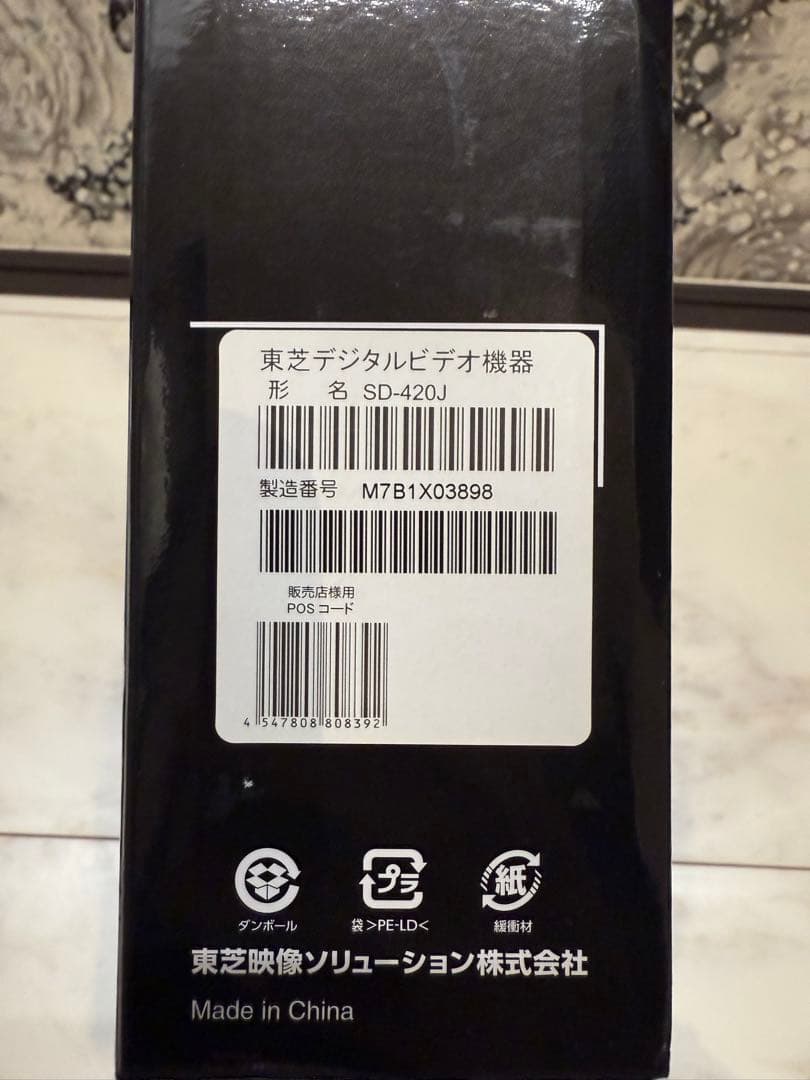 東芝デジタルビデオ機器
形 名 SD-420J
製造番号 M7B1X03898
販売店様用
POSコード
4 547808 808392
プラ
紙
ダンボール
袋>PE-LD<
緩衝材
東芝映像ソリューション株式会社
Made in China